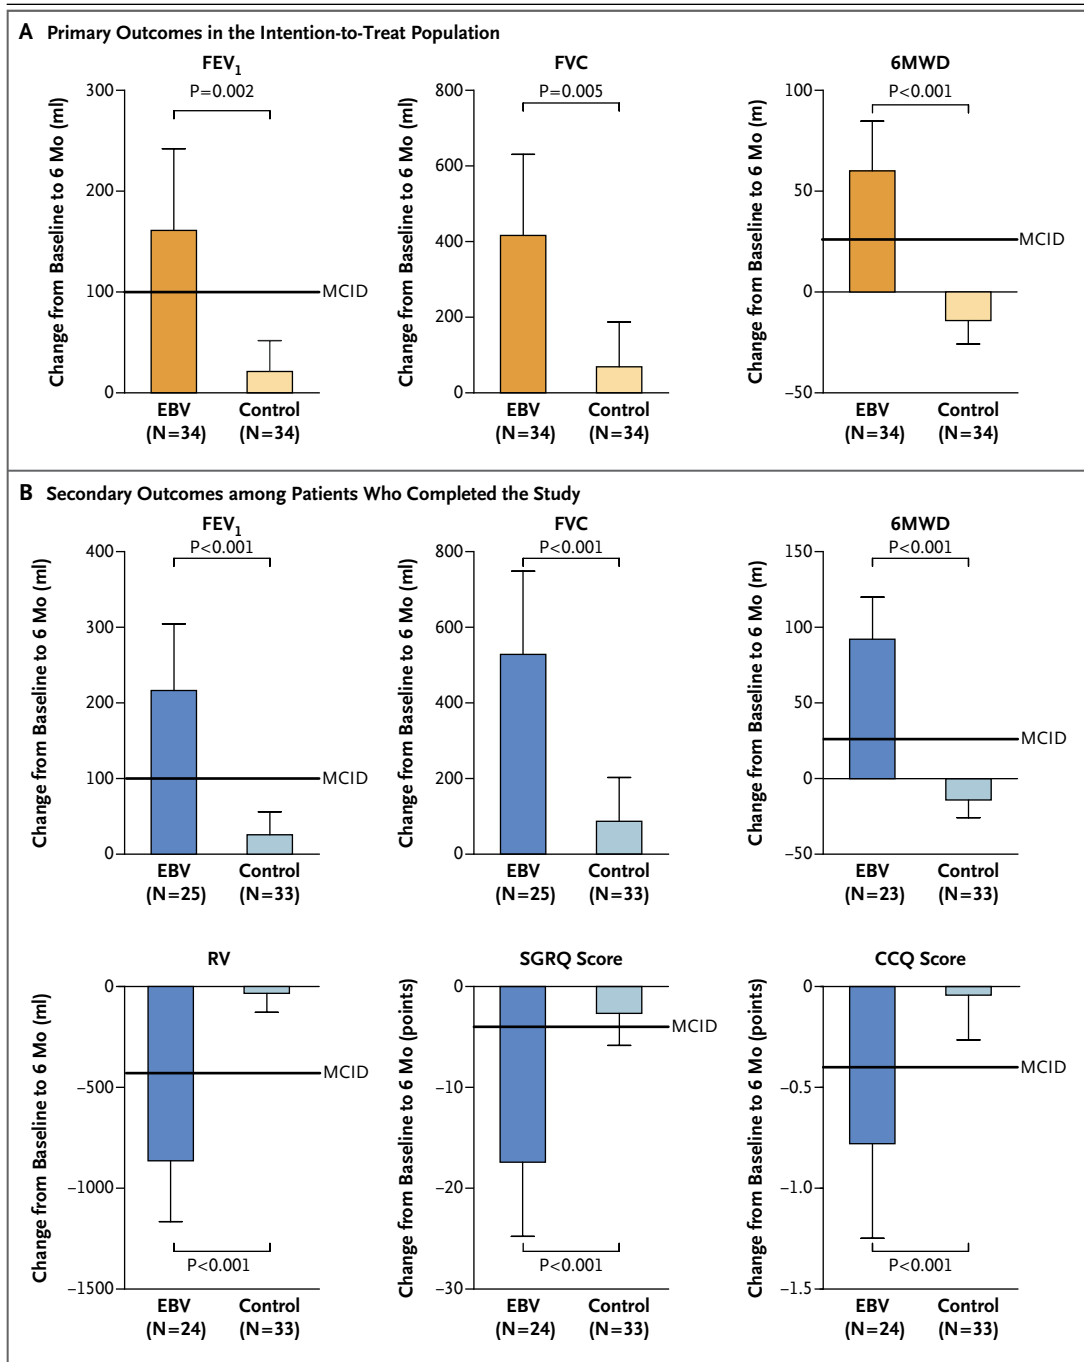 A Primary Outcomes in the Intention-to-Treat Population
FEV1
Change from Baseline to 6 Mo (ml)
300
200
100
0
P=0.002
MCID
EBV
(N=34)
Control
(N=34)
FVC
Change from Baseline to 6 Mo (ml)
800
600
400
200
0
P=0.005
EBV
(N=34)
Control
(N=34)
6MWD
Change from Baseline to 6 Mo (m)
100
50
0
−50
P<0.001
MCID
EBV
(N=34)
Control
(N=34)
B Secondary Outcomes among Patients Who Completed the Study
FEV1
Change from Baseline to 6 Mo (ml)
400
300
200
100
0
P<0.001
MCID
EBV
(N=25)
Control
(N=33)
FVC
Change from Baseline to 6 Mo (ml)
800
600
400
200
0
P<0.001
EBV
(N=25)
Control
(N=33)
6MWD
Change from Baseline to 6 Mo (m)
150
100
50
0
−50
P<0.001
MCID
EBV
(N=23)
Control
(N=33)
RV
Change from Baseline to 6 Mo (ml)
0
−500
−1000
−1500
MCID
P<0.001
EBV
(N=24)
Control
(N=33)
SGRQ Score
Change from Baseline to 6 Mo (points)
0
−10
−20
−30
MCID
P<0.001
EBV
(N=24)
Control
(N=33)
CCQ Score
Change from Baseline to 6 Mo (points)
0
−0.5
−1.0
−1.5
MCID
P<0.001
EBV
(N=24)
Control
(N=33)